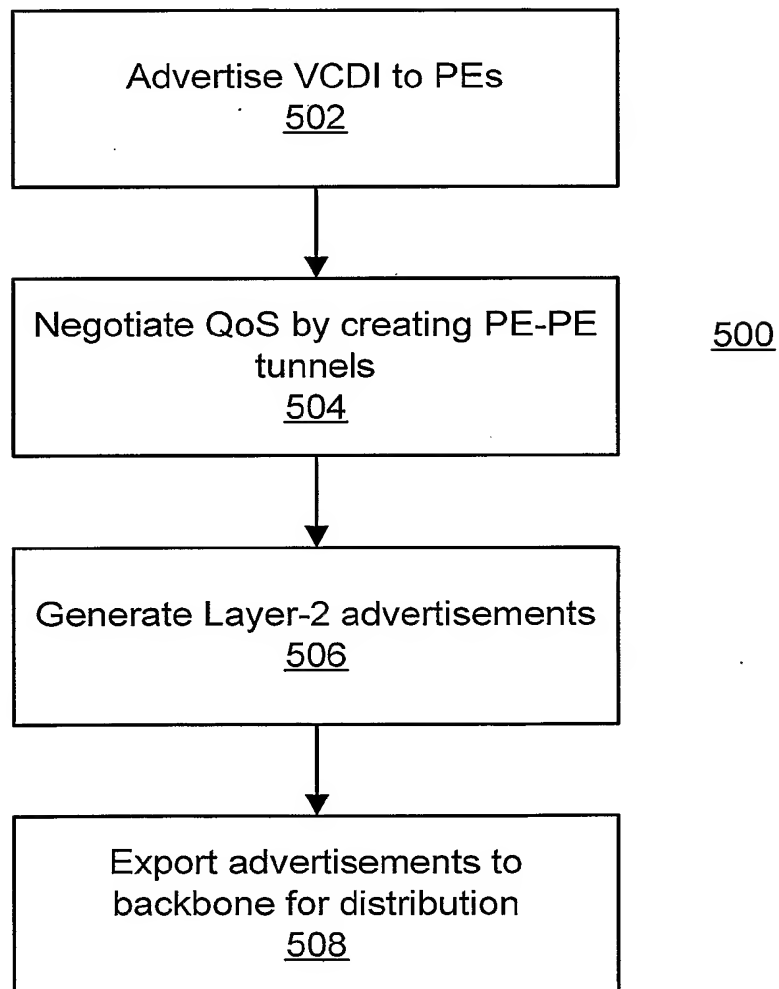 Advertise VCDI to PEs
502
Negotiate QoS by creating PE-PE
tunnels
504
500
Generate Layer-2 advertisements
506
Export advertisements to
backbone for distribution
508